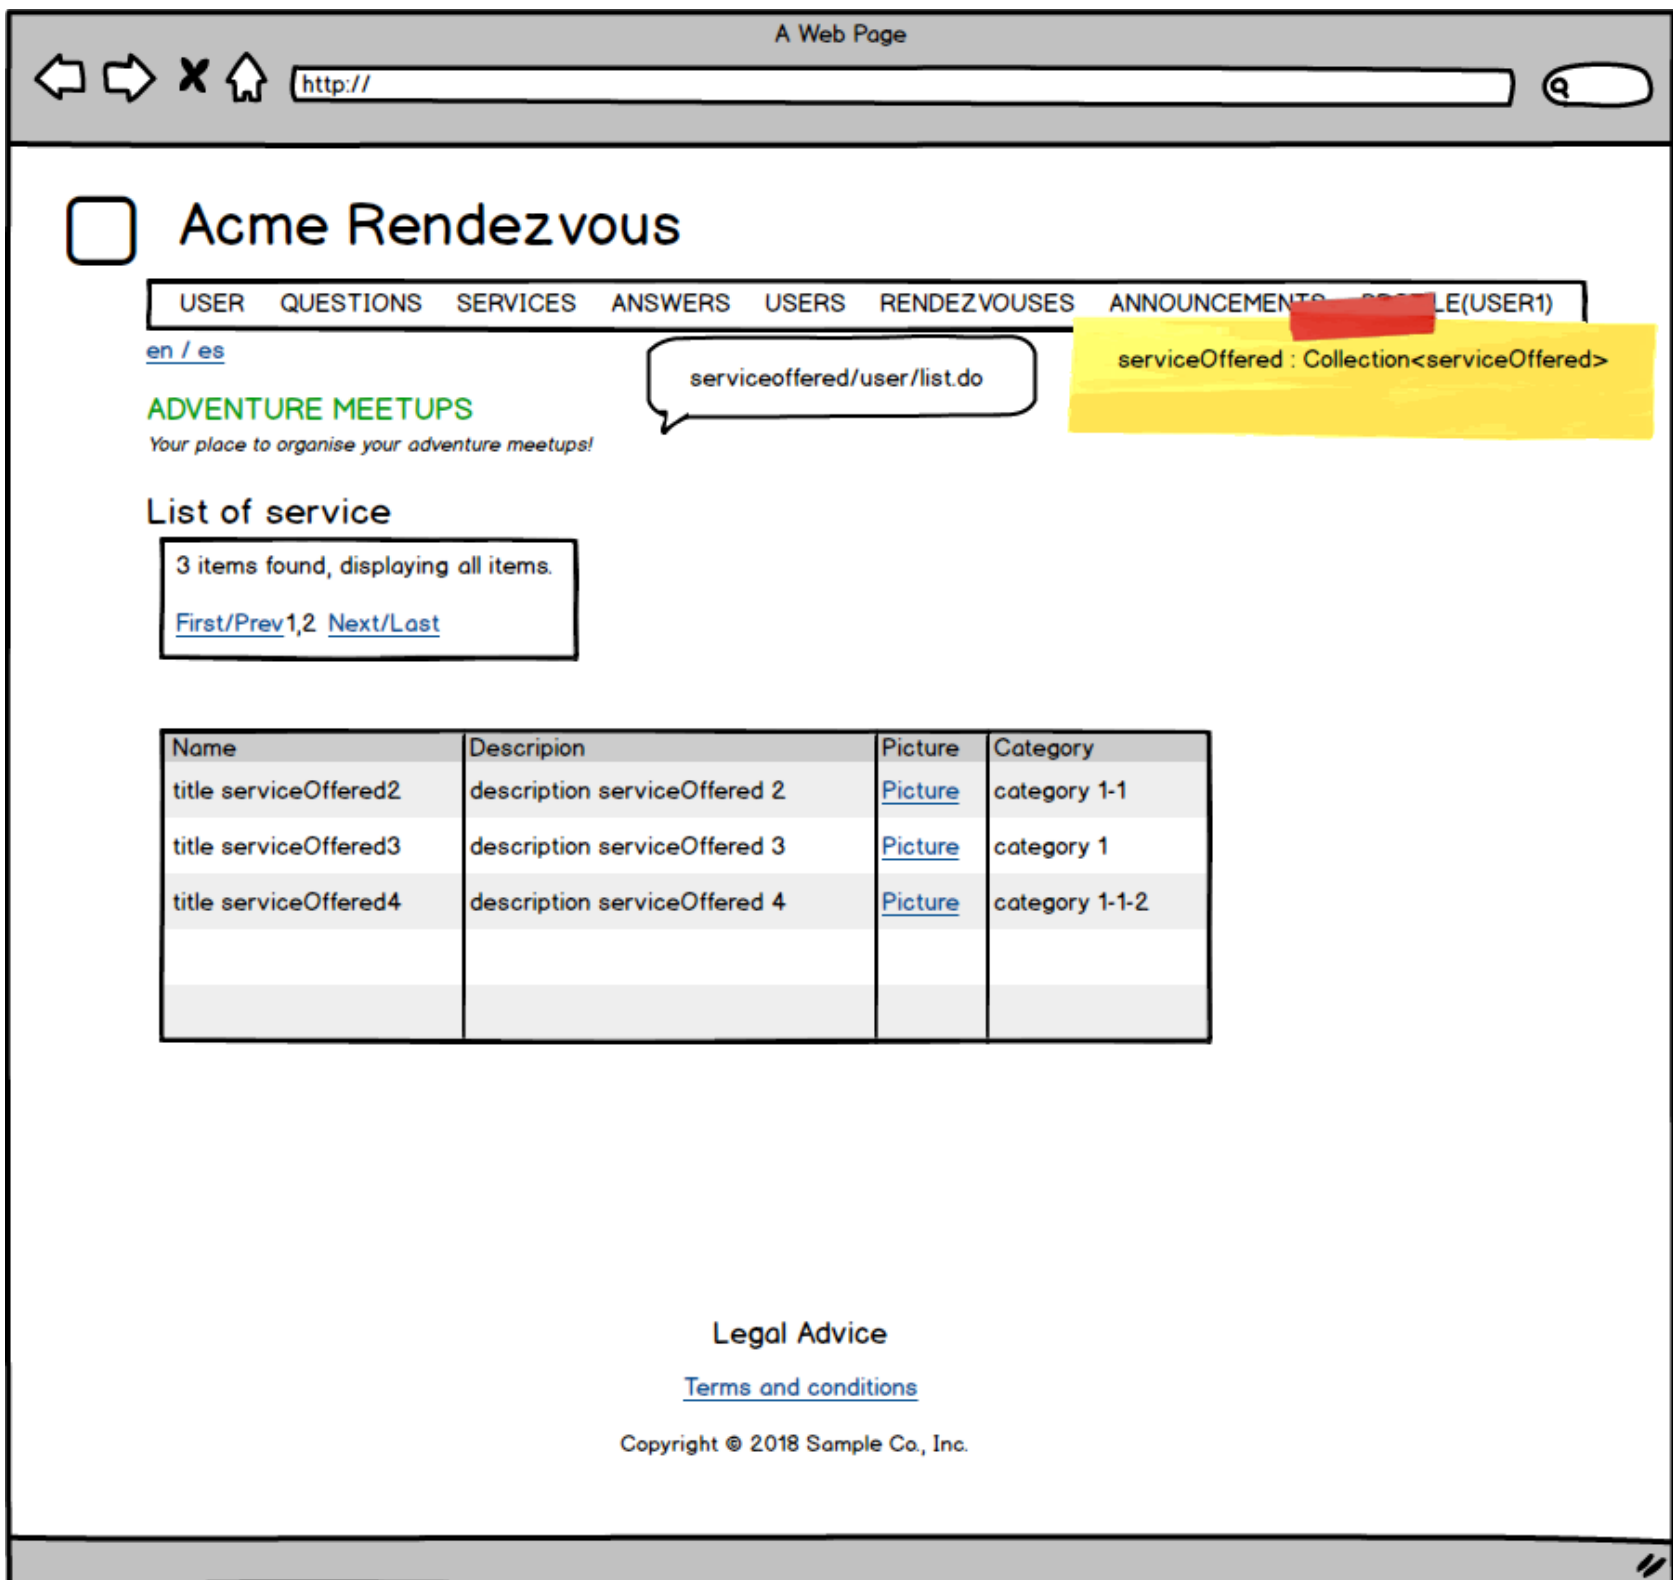 A Web Page
http://
Acme Rendezvous
USER QUESTIONS SERVICES ANSWERS USERS RENDEZVOUSES ANNOUNCEMENTS LE(USER1)
en / es
serviceoffered/user/list.do
serviceOffered : Collection<serviceOffered>
ADVENTURE MEETUPS
Your place to organise your adventure meetups!
List of service
3 items found, displaying all items.
First/Prev 1,2 Next/Last
Name Descripion Picture Category
title serviceOffered2 description serviceOffered 2 Picture category 1-1
title serviceOffered3 description serviceOffered 3 Picture category 1
title serviceOffered4 description serviceOffered 4 Picture category 1-1-2
Legal Advice
Terms and conditions
Copyright © 2018 Sample Co., Inc.